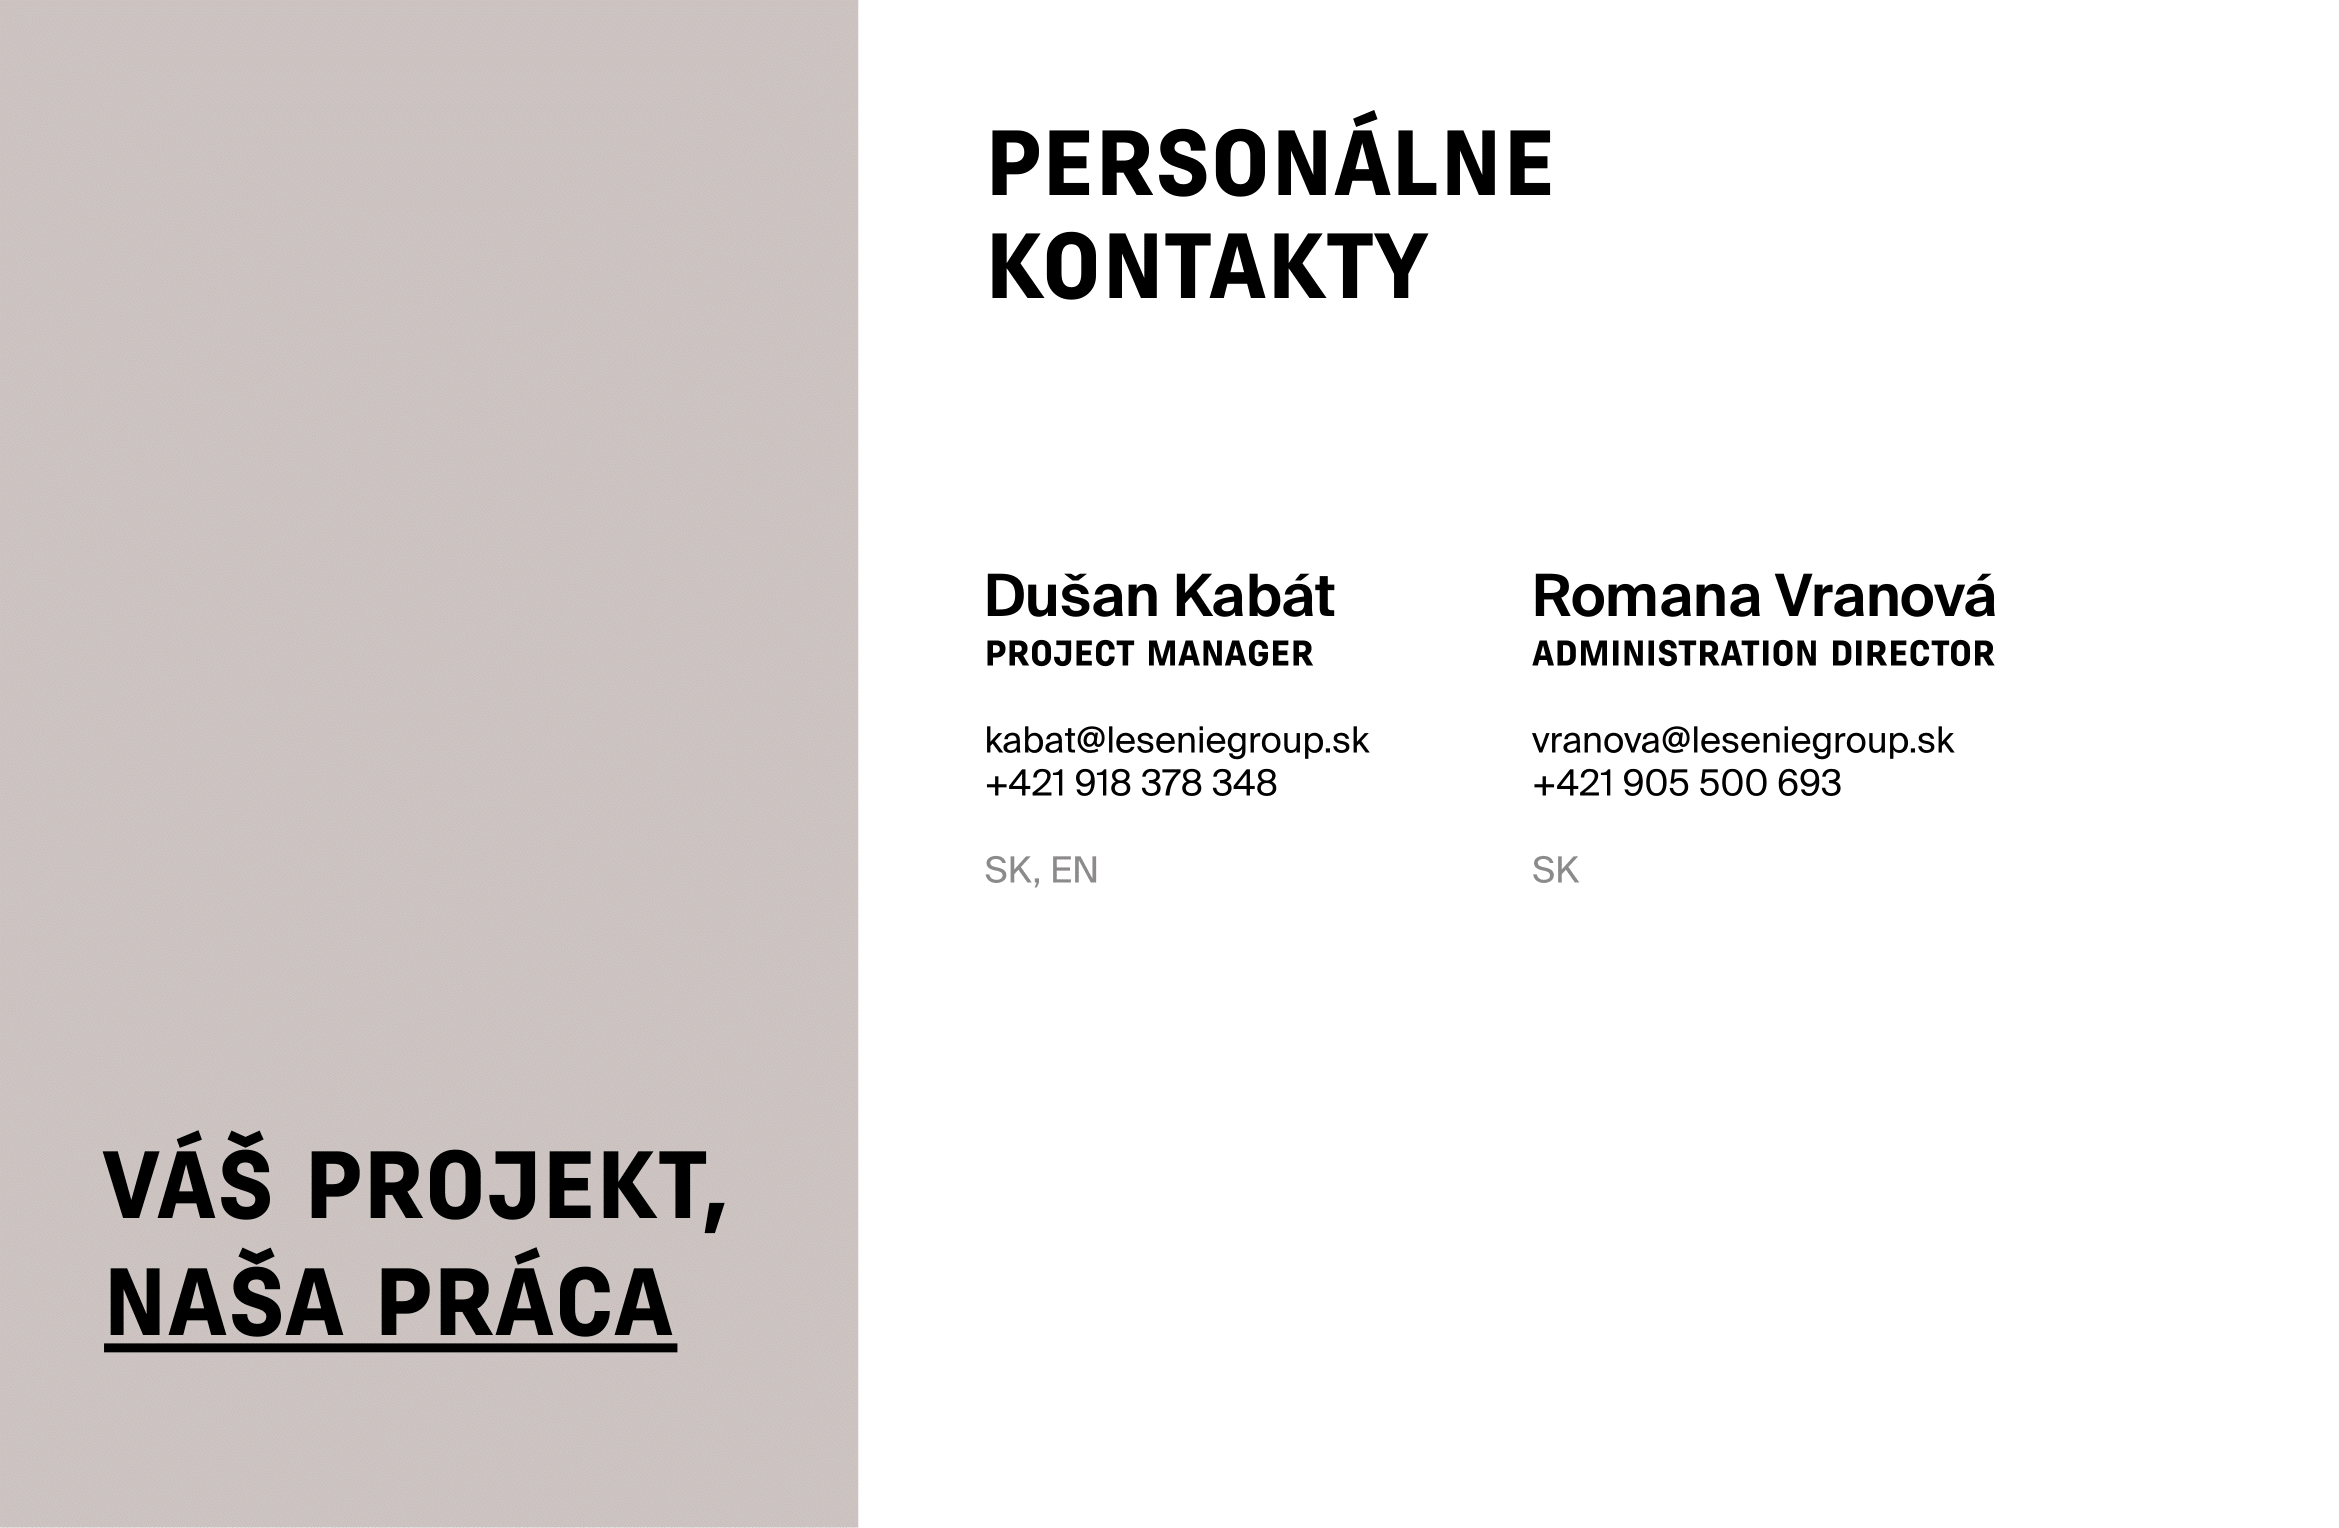 PERSONÁLNE
KONTAKTY
Dušan Kabát
PROJECT MANAGER
kabat@leseniegroup.sk
+421 918 378 348
SK, EN
Romana Vranová
ADMINISTRATION DIRECTOR
vranova@leseniegroup.sk
+421 905 500 693
SK
VÁŠ PROJEKT,
NAŠA PRÁCA